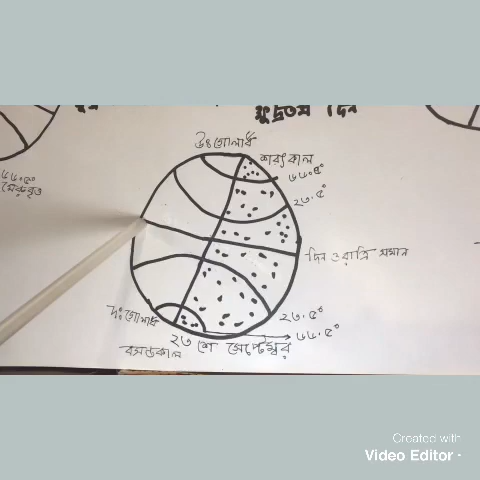 ক্ষুদ্রতম দিন
উঃগোলার্ধ
শরৎকাল
৬৬.৫°
৬৬.৫°
মেরুবৃত্ত
২৩.৫°
দিন ও রাত্রি সমান
২৩.৫°
দঃগোলার্ধ
৬৬.৫°
২৩ শে সেপ্টেম্বর
বসন্তকাল
Created with
Video Editor -